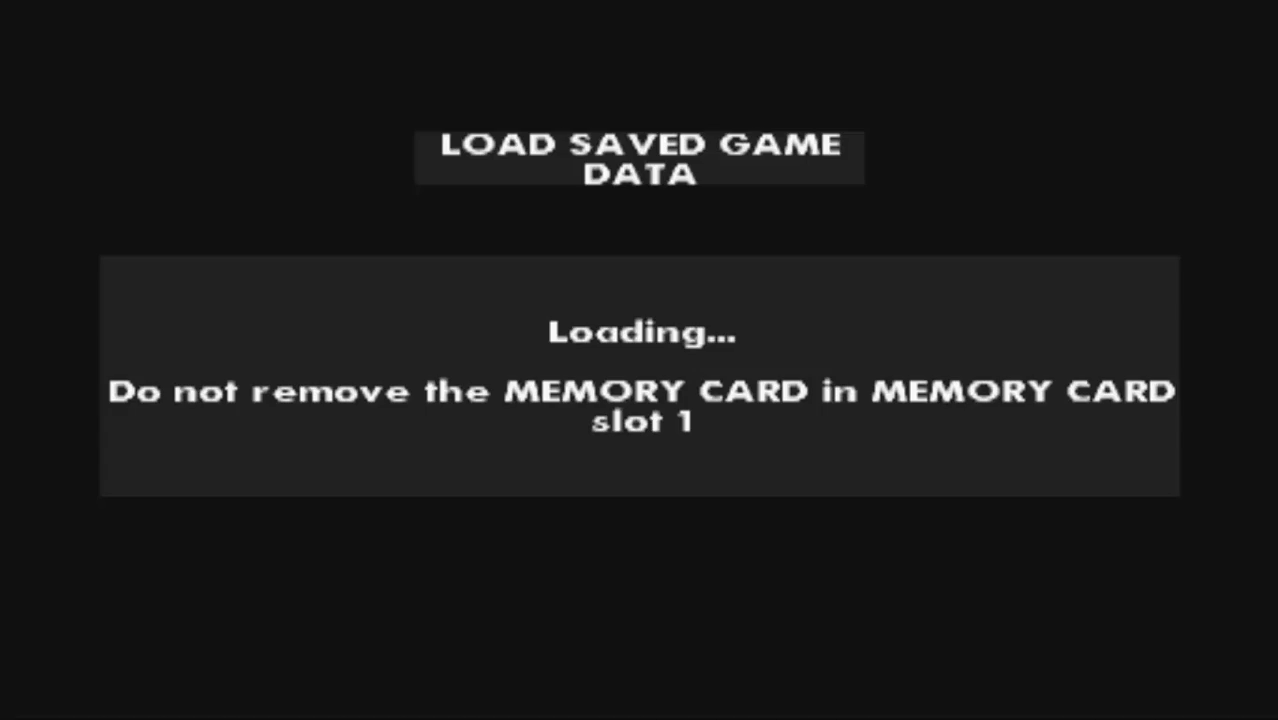 LOAD SAVED GAME
DATA
Loading...
Do not remove the MEMORY CARD in MEMORY CARD
slot 1